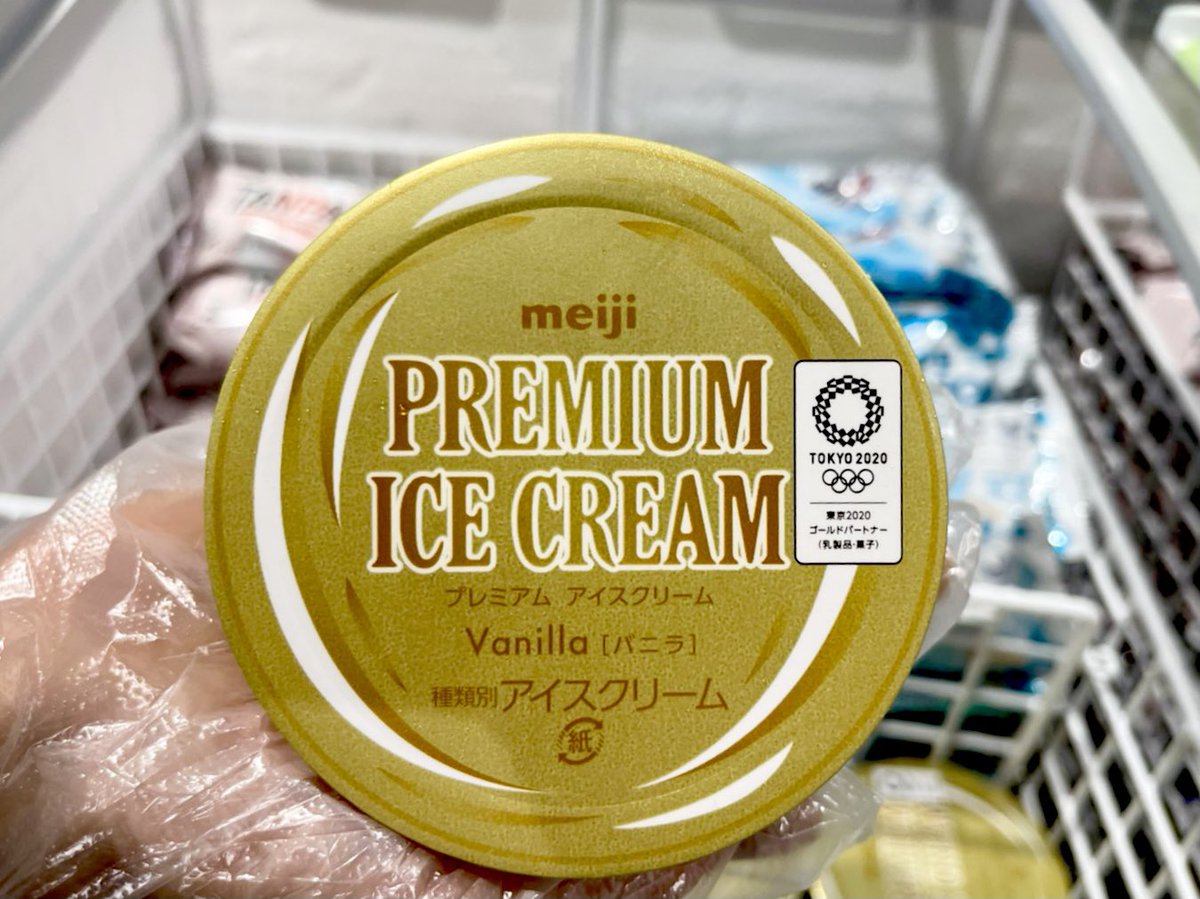 meiji
PREMIUM
ICE CREAM
TOKYO 2020
東京2020
ゴールドパートナー
(乳製品・菓子)
プレミアム アイスクリーム
Vanilla [バニラ]
種類別アイスクリーム
紙